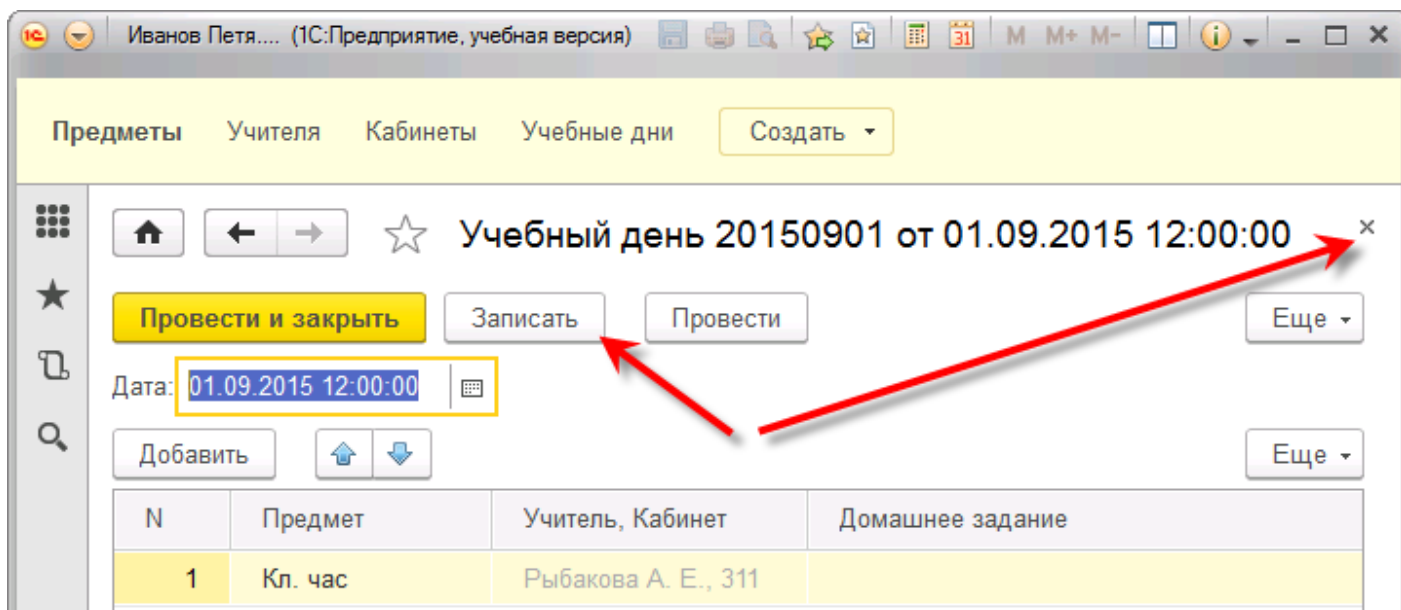 1С Иванов Петя.... (1С:Предприятие, учебная версия) 31 M M+ M-
Предметы Учителя Кабинеты Учебные дни Создать
Учебный день 20150901 от 01.09.2015 12:00:00
Провести и закрыть Записать Провести Еще
Дата: 01.09.2015 12:00:00
Добавить Еще
N Предмет Учитель, Кабинет Домашнее задание
1 Кл. час Рыбакова А. Е., 311